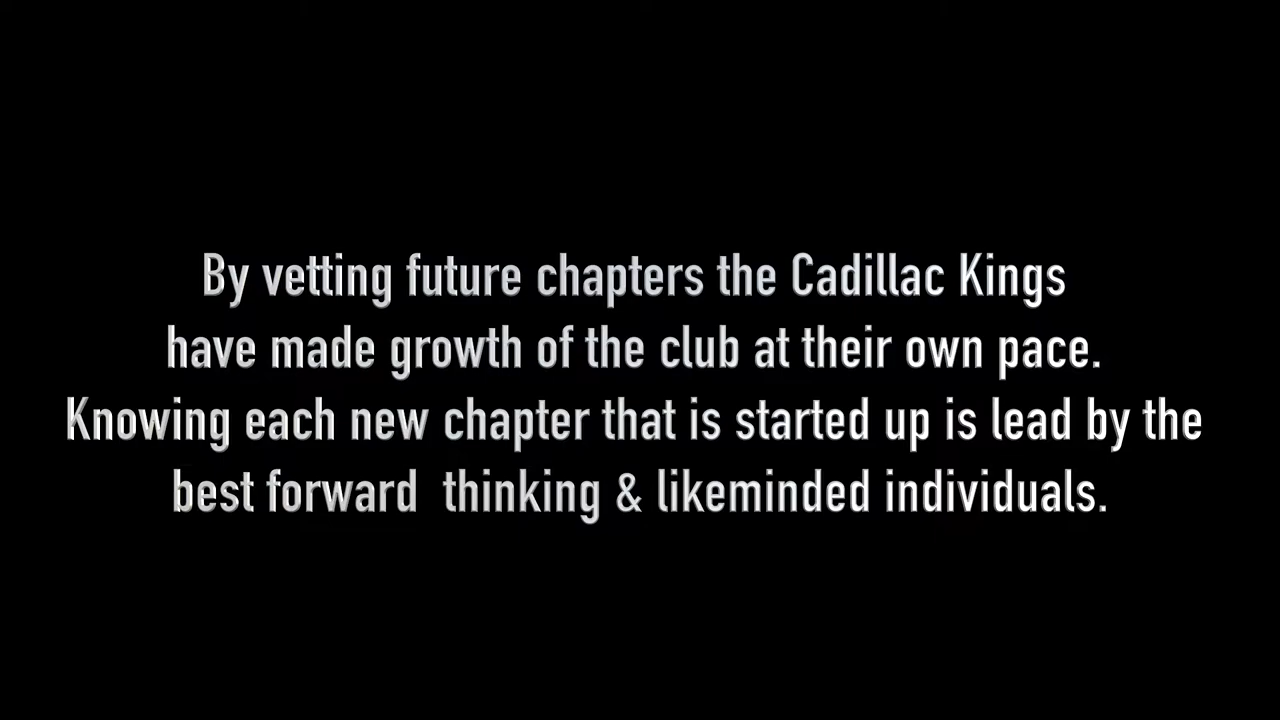 By vetting future chapters the Cadillac Kings
have made growth of the club at their own pace.
Knowing each new chapter that is started up is lead by the
best forward  thinking & likeminded individuals.